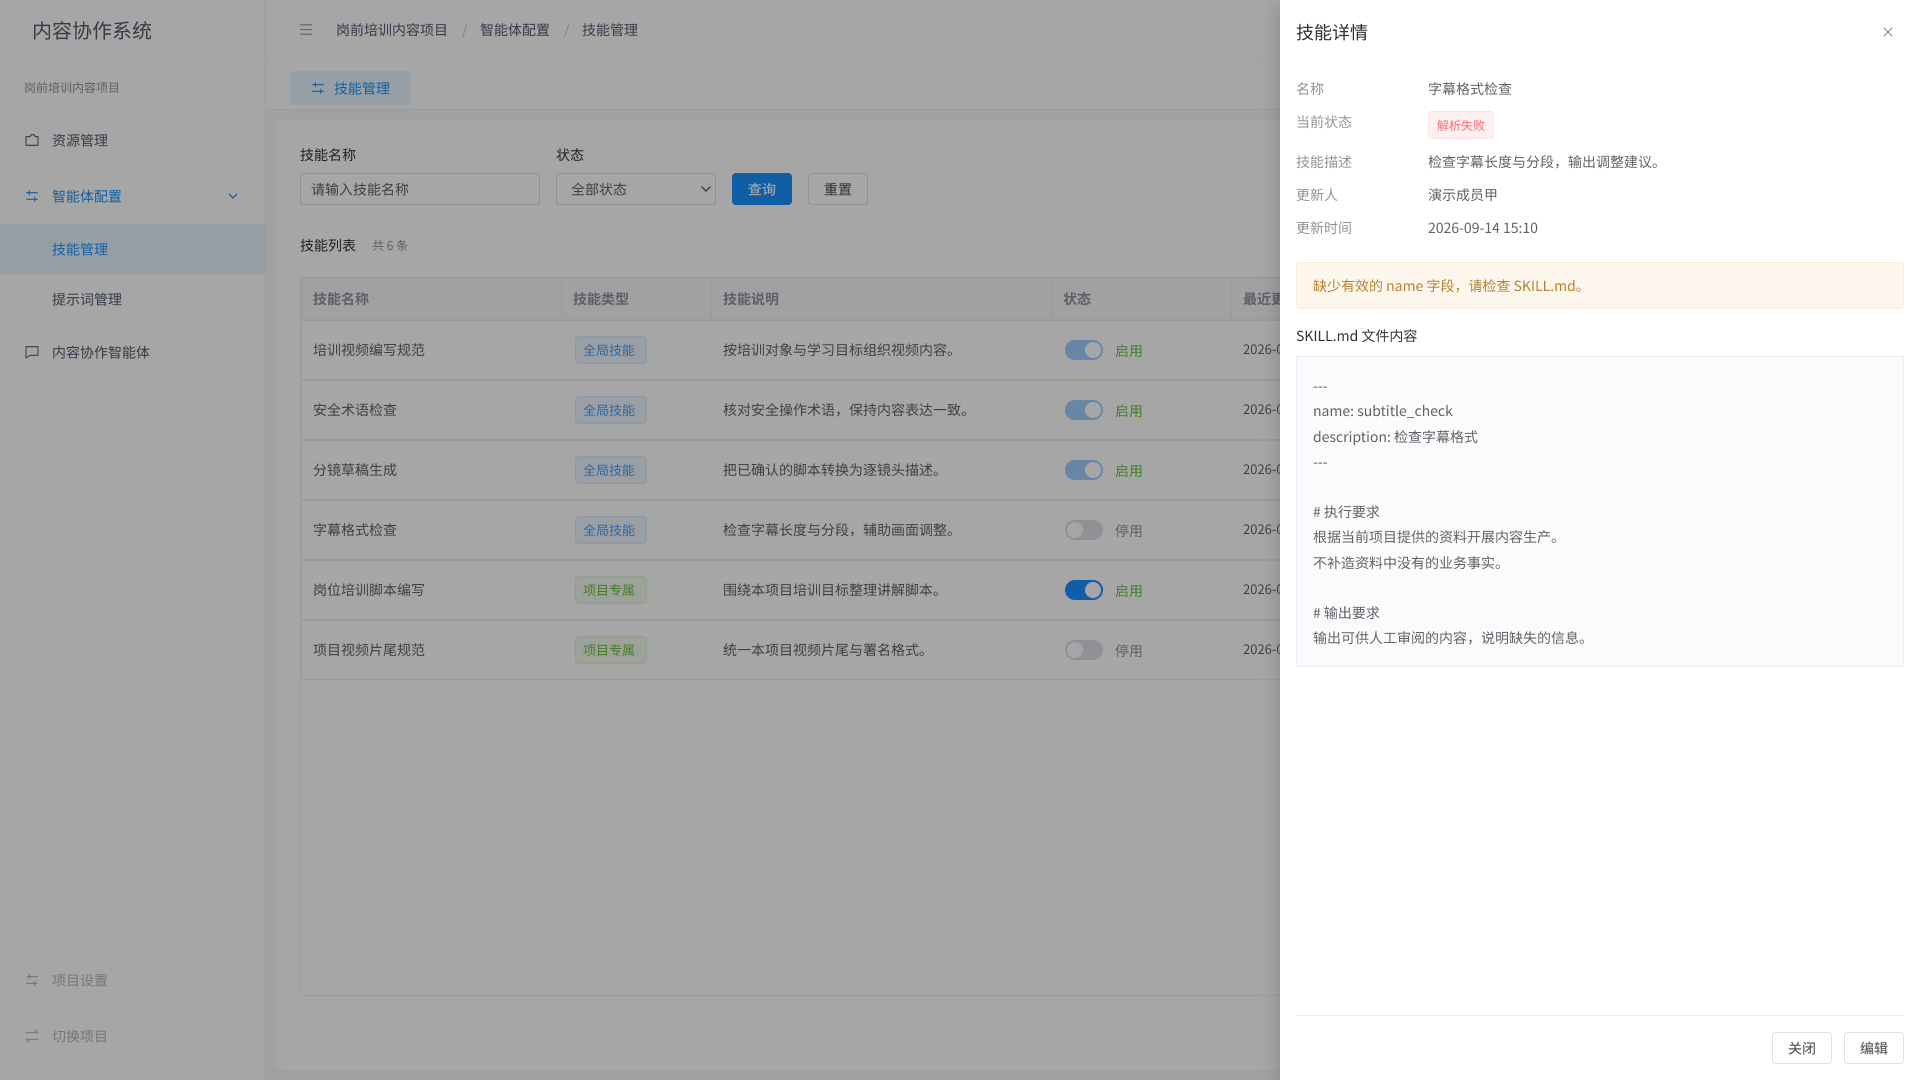 内容协作系统
岗前培训内容项目
资源管理
智能体配置
技能管理
提示词管理
内容协作智能体
项目设置
切换项目
岗前培训内容项目 / 智能体配置 / 技能管理
技能管理
技能名称 状态
请输入技能名称 全部状态 查询 重置
技能列表 共 6 条
技能名称 技能类型 技能说明 状态
培训视频编写规范 全局技能 按培训对象与学习目标组织视频内容。 启用
安全术语检查 全局技能 核对安全操作术语，保持内容表达一致。 启用
分镜草稿生成 全局技能 把已确认的脚本转换为逐镜头描述。 启用
字幕格式检查 全局技能 检查字幕长度与分段，辅助画面调整。 停用
岗位培训脚本编写 项目专属 围绕本项目培训目标整理讲解脚本。 启用
项目视频片尾规范 项目专属 统一本项目视频片尾与署名格式。 停用
技能详情
名称 字幕格式检查
当前状态 解析失败
技能描述 检查字幕长度与分段，输出调整建议。
更新人 演示成员甲
更新时间 2026-09-14 15:10
缺少有效的 name 字段，请检查 SKILL.md。
SKILL.md 文件内容
---
name: subtitle_check
description: 检查字幕格式
---
# 执行要求
根据当前项目提供的资料开展内容生产。
不补造资料中没有的业务事实。
# 输出要求
输出可供人工审阅的内容，说明缺失的信息。
关闭 编辑